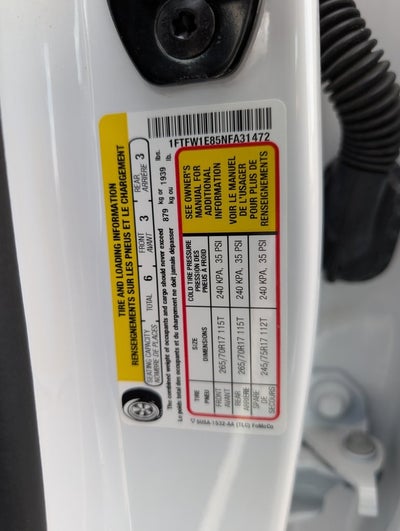 TIRE AND LOADING INFORMATION
RENSEIGNEMENTS SUR LES PNEUS ET LE CHARGEMENT
SEATING CAPACITY
NOMBRE DE PLACES
TOTAL 6
FRONT
AVANT 3
REAR
ARRIÈRE 3
The combined weight of occupants and cargo should never exceed
Le poids total des occupants et du chargement ne doit jamais dépasser
879 kg or 1939 lbs.
kg ou lb.
TIRE SIZE COLD TIRE PRESSURE
PNEU DIMENSIONS PRESSION DES
PNEUS À FROID
FRONT
AVANT 265/70R17 115T 240 KPA, 35 PSI
REAR
ARRIÈRE 265/70R17 115T 240 KPA, 35 PSI
SPARE
DE
SECOURS 245/75R17 112T 240 KPA, 35 PSI
SEE OWNER'S
MANUAL FOR
ADDITIONAL
INFORMATION
VOIR LE MANUEL
DE L'USAGER
POUR PLUS DE
RENSEIGNEMENTS
1FTFW1E85NFA31472
5U5A-1532-AA (TLG) FoMoCo